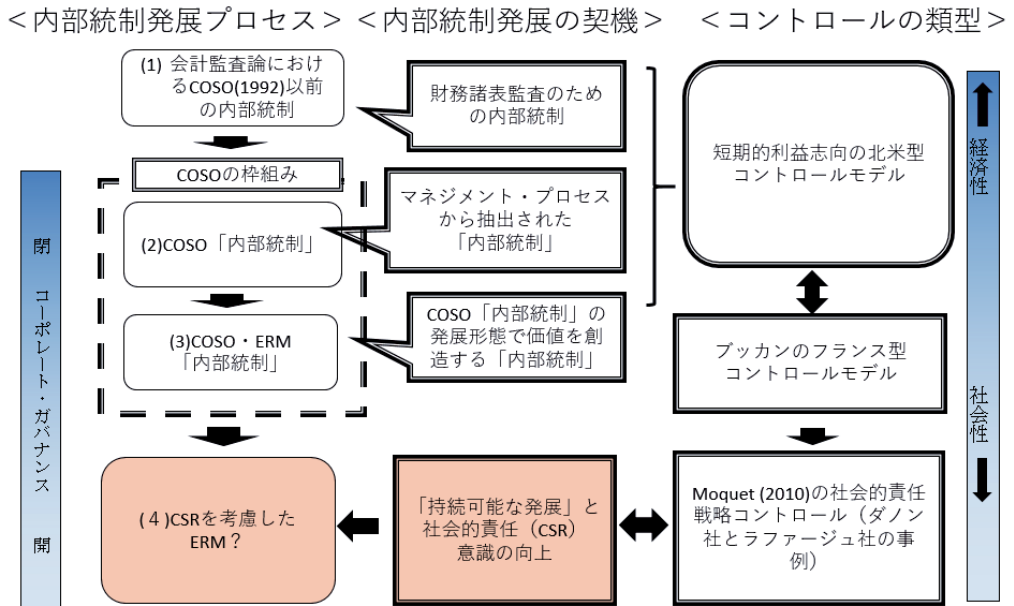 ＜内部統制発展プロセス＞
＜内部統制発展の契機＞
＜コントロールの類型＞
(1) 会計監査論におけ
るCOSO(1992)以前
の内部統制
COSOの枠組み
(2)COSO「内部統制」
(3)COSO・ERM
「内部統制」
(４)CSRを考慮した
ERM？
閉　コーポレート・ガバナンス　開
財務諸表監査のため
の内部統制
マネジメント・プロセス
から抽出された
「内部統制」
COSO「内部統制」の
発展形態で価値を創
造する「内部統制」
「持続可能な発展」と
社会的責任（CSR）
意識の向上
短期的利益志向の北米型
コントロールモデル
ブッカンのフランス型
コントロールモデル
Moquet (2010)の社会的責任
戦略コントロール（ダノン
社とラファージュ社の事
例）
経済性
社会性